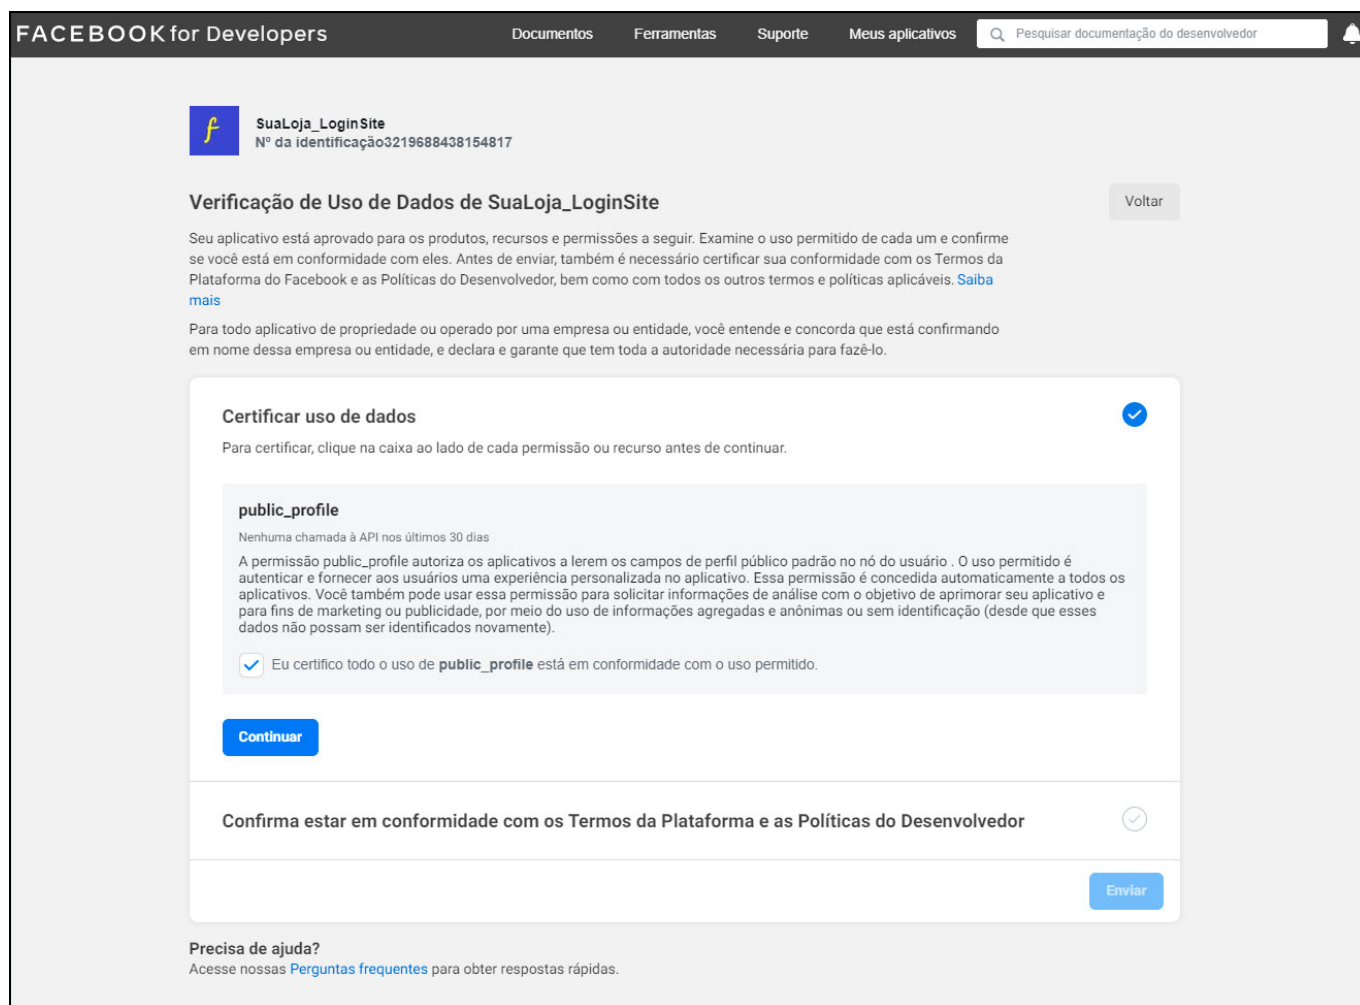 FACEBOOK for Developers
Documentos Ferramentas Suporte Meus aplicativos Pesquisar documentação do desenvolvedor
f
SuaLoja_LoginSite
Nº da identificação3219688438154817
Verificação de Uso de Dados de SuaLoja_LoginSite
Voltar
Seu aplicativo está aprovado para os produtos, recursos e permissões a seguir. Examine o uso permitido de cada um e confirme
se você está em conformidade com eles. Antes de enviar, também é necessário certificar sua conformidade com os Termos da
Plataforma do Facebook e as Políticas do Desenvolvedor, bem como com todos os outros termos e políticas aplicáveis. Saiba
mais
Para todo aplicativo de propriedade ou operado por uma empresa ou entidade, você entende e concorda que está confirmando
em nome dessa empresa ou entidade, e declara e garante que tem toda a autoridade necessária para fazê-lo.
Certificar uso de dados
Para certificar, clique na caixa ao lado de cada permissão ou recurso antes de continuar.
public_profile
Nenhuma chamada à API nos últimos 30 dias
A permissão public_profile autoriza os aplicativos a lerem os campos de perfil público padrão no nó do usuário . O uso permitido é
autenticar e fornecer aos usuários uma experiência personalizada no aplicativo. Essa permissão é concedida automaticamente a todos os
aplicativos. Você também pode usar essa permissão para solicitar informações de análise com o objetivo de aprimorar seu aplicativo e
para fins de marketing ou publicidade, por meio do uso de informações agregadas e anônimas ou sem identificação (desde que esses
dados não possam ser identificados novamente).
Eu certifico todo o uso de public_profile está em conformidade com o uso permitido.
Continuar
Confirma estar em conformidade com os Termos da Plataforma e as Políticas do Desenvolvedor
Enviar
Precisa de ajuda?
Acesse nossas Perguntas frequentes para obter respostas rápidas.